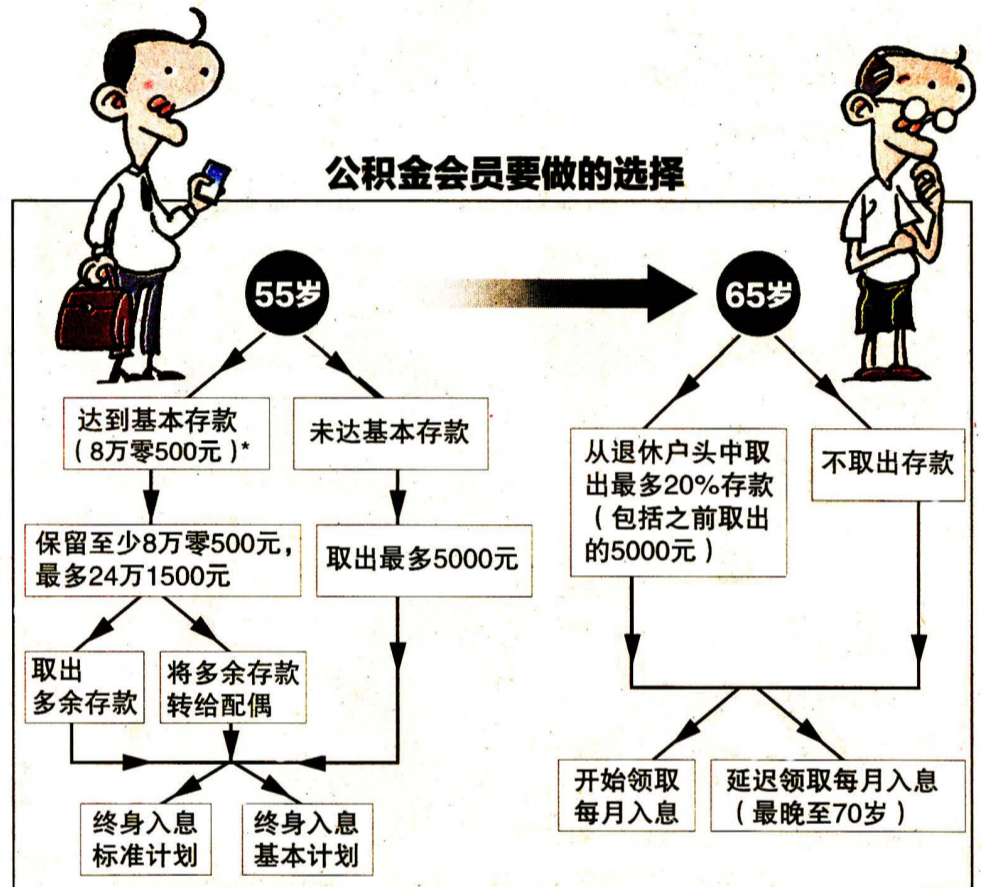 公积金会员要做的选择
55岁
65岁
达到基本存款
（8万零500元）*
未达基本存款
从退休户头中取
出最多20%存款
（包括之前取出
的5000元）
不取出存款
保留至少8万零500元，
最多24万1500元
取出最多5000元
取出
多余存款
将多余存款
转给配偶
开始领取
每月入息
延迟领取每月入息
（最晚至70岁）
终身入息
标准计划
终身入息
基本计划